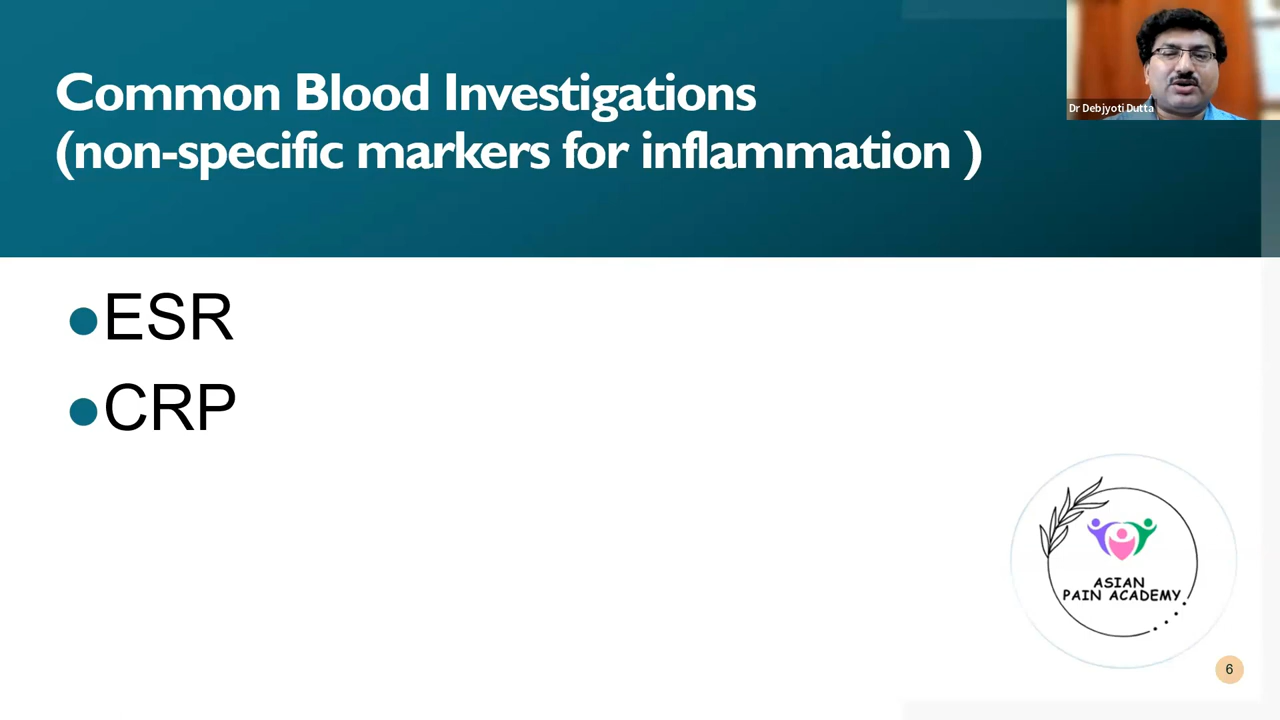 Common Blood Investigations
(non-specific markers for inflammation )
Dr Debjyoti Dutta
●ESR
●CRP
ASIAN
PAIN ACADEMY
6